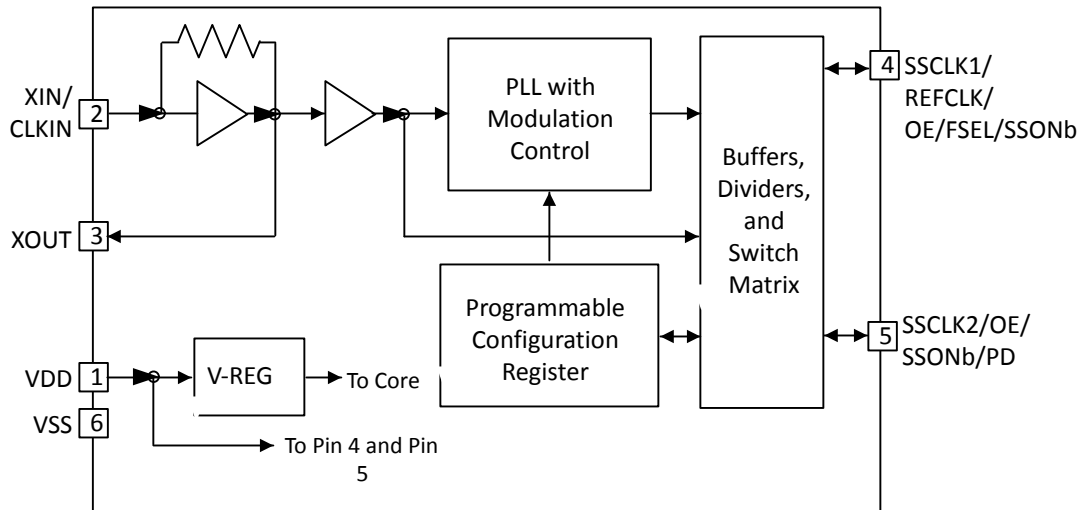 XIN/
CLKIN
2
XOUT
3
VDD
1
VSS
6
PLL with
Modulation
Control
Programmable
Configuration
Register
V-REG
To Core
To Pin 4 and Pin
5
Buffers,
Dividers,
and
Switch
Matrix
4
SSCLK1/
REFCLK/
OE/FSEL/SSONb
5
SSCLK2/OE/
SSONb/PD